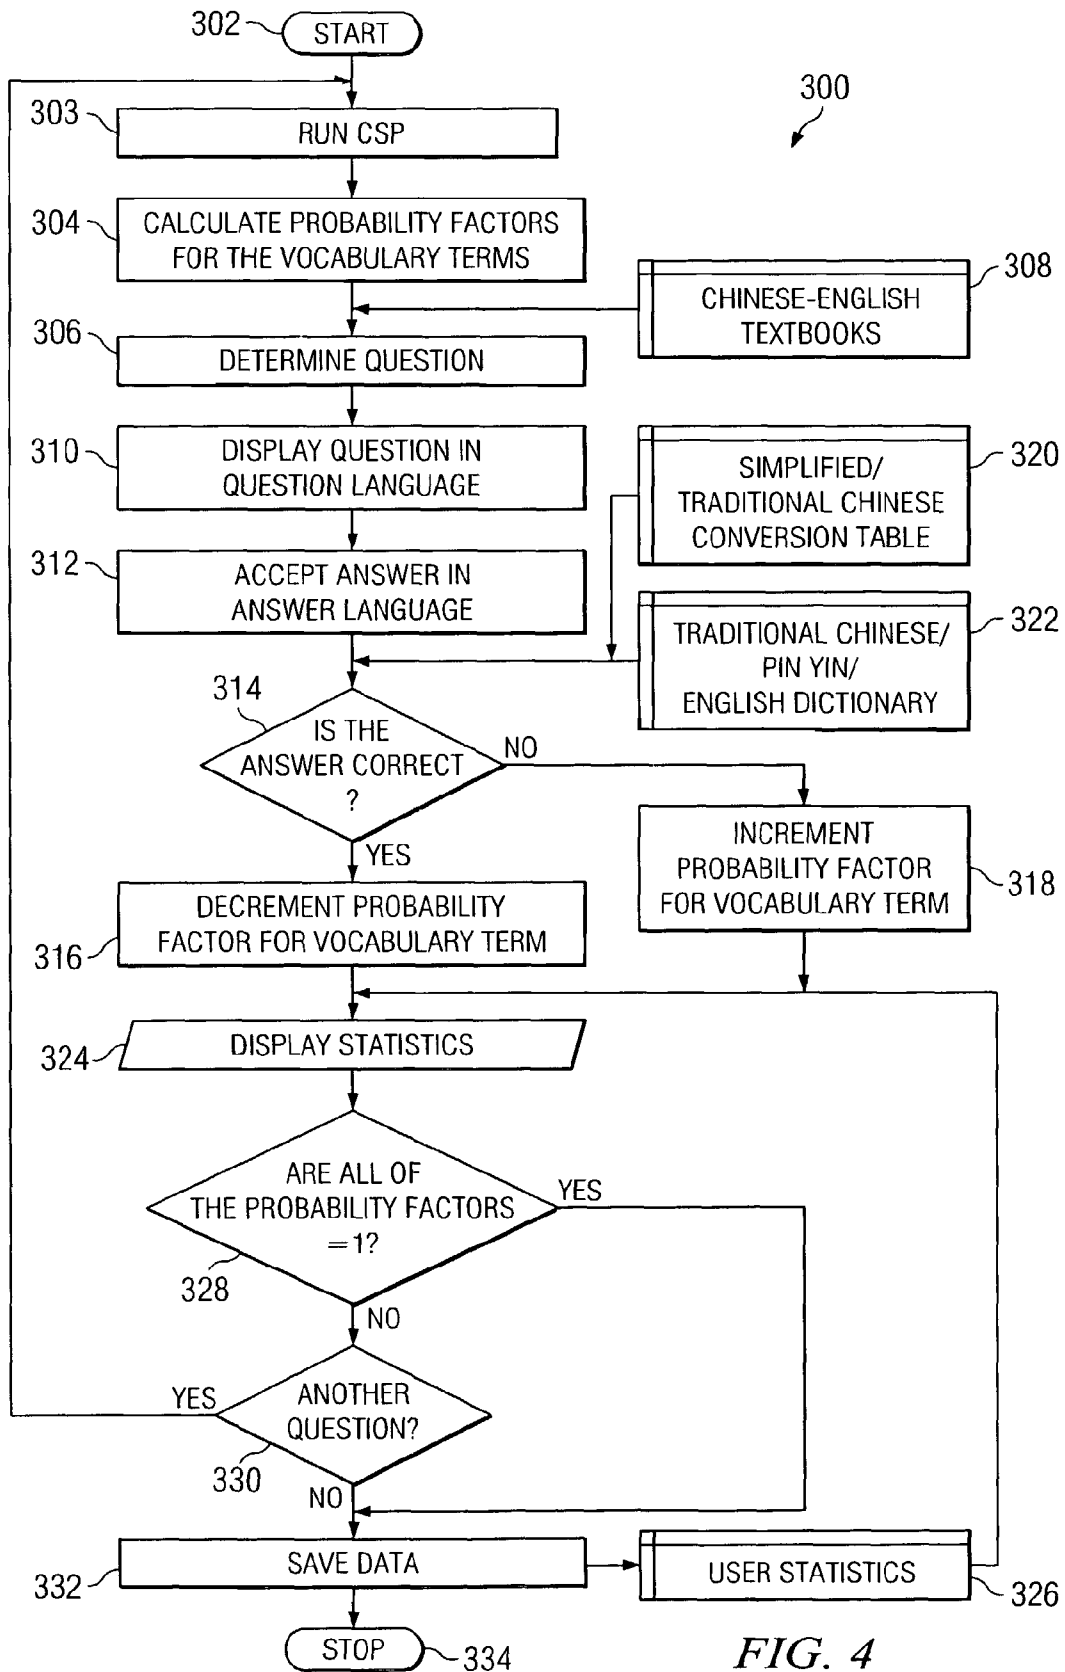 302
START
300
303
RUN CSP
304
CALCULATE PROBABILITY FACTORS
FOR THE VOCABULARY TERMS
308
CHINESE-ENGLISH
TEXTBOOKS
306
DETERMINE QUESTION
310
DISPLAY QUESTION IN
QUESTION LANGUAGE
320
SIMPLIFIED/
TRADITIONAL CHINESE
CONVERSION TABLE
312
ACCEPT ANSWER IN
ANSWER LANGUAGE
322
TRADITIONAL CHINESE/
PIN YIN/
ENGLISH DICTIONARY
314
IS THE
ANSWER CORRECT
?
NO
YES
INCREMENT
PROBABILITY FACTOR
FOR VOCABULARY TERM
318
DECREMENT PROBABILITY
FACTOR FOR VOCABULARY TERM
316
324
DISPLAY STATISTICS
ARE ALL OF
THE PROBABILITY FACTORS
=1?
YES
328
NO
YES
ANOTHER
QUESTION?
330
NO
332
SAVE DATA
USER STATISTICS
326
STOP
334
FIG. 4